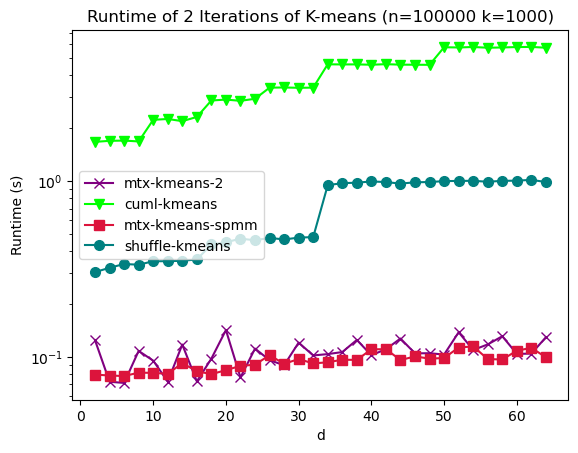 Runtime of 2 Iterations of K-means (n=100000 k=1000)
Runtime (s)
10⁰
10⁻¹
mtx-kmeans-2
cuml-kmeans
mtx-kmeans-spmm
shuffle-kmeans
0 10 20 30 40 50 60
d